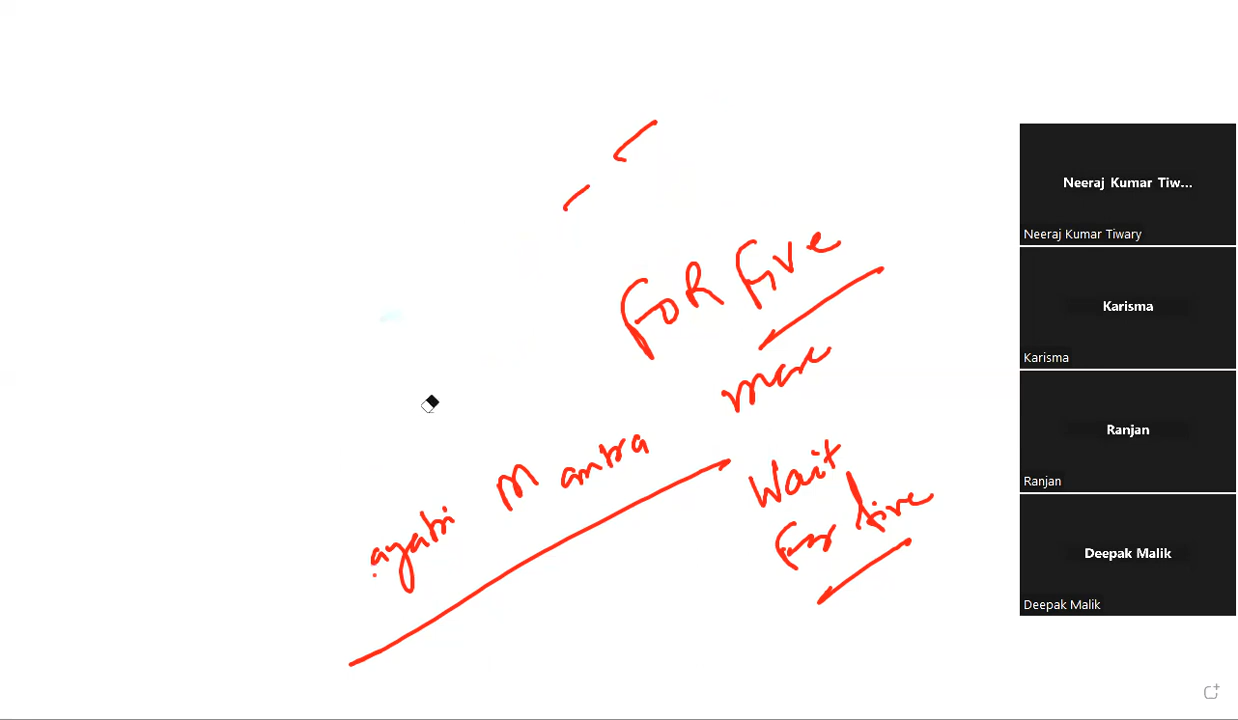 FOR five
more
ayatri Mantra
Wait
For five
Neeraj Kumar Tiw...
Neeraj Kumar Tiwary
Karisma
Karisma
Ranjan
Ranjan
Deepak Malik
Deepak Malik